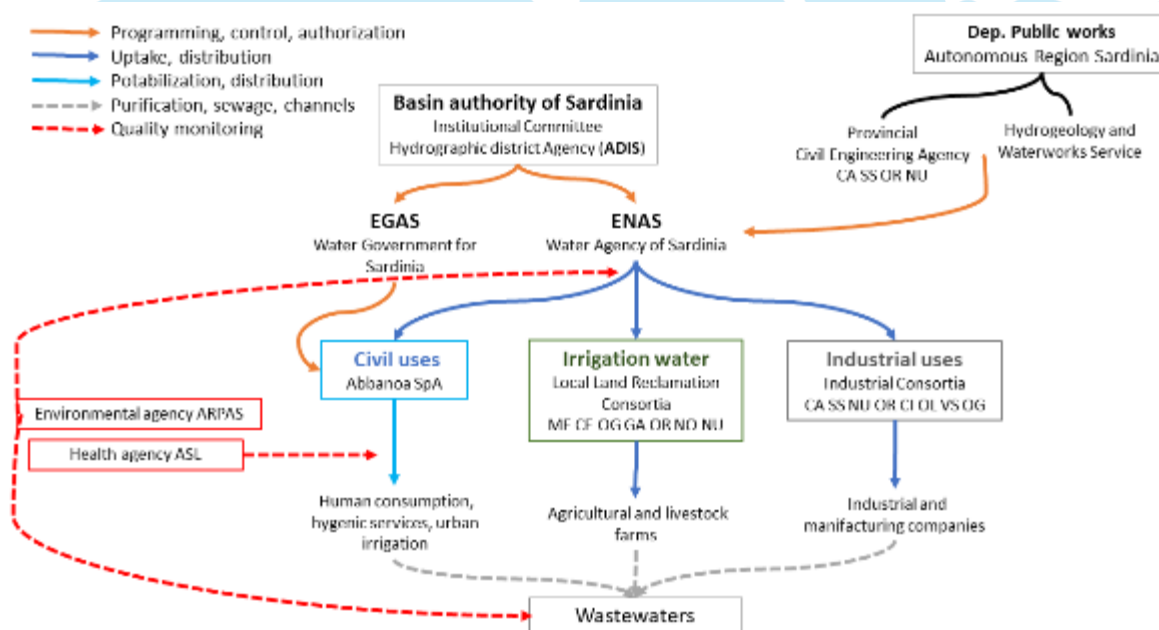 Programming, control, authorization
Uptake, distribution
Potabilization, distribution
Purification, sewage, channels
Quality monitoring
Dep. Public works
Autonomous Region Sardinia
Basin authority of Sardinia
Institutional Committee
Hydrographic district Agency (ADIS)
Provincial
Civil Engineering Agency
CA SS OR NU
Hydrogeology and
Waterworks Service
EGAS
Water Government for
Sardinia
ENAS
Water Agency of Sardinia
Civil uses
Abbanoa SpA
Irrigation water
Local Land Reclamation
Consortia
MF CF OG GA OR NO NU
Industrial uses
Industrial Consortia
CA SS NU OR CI OL VS OG
Environmental agency ARPAS
Health agency ASL
Human consumption,
hygenic services, urban
irrigation
Agricultural and livestock
farms
Industrial and
manifacturing companies
Wastewaters